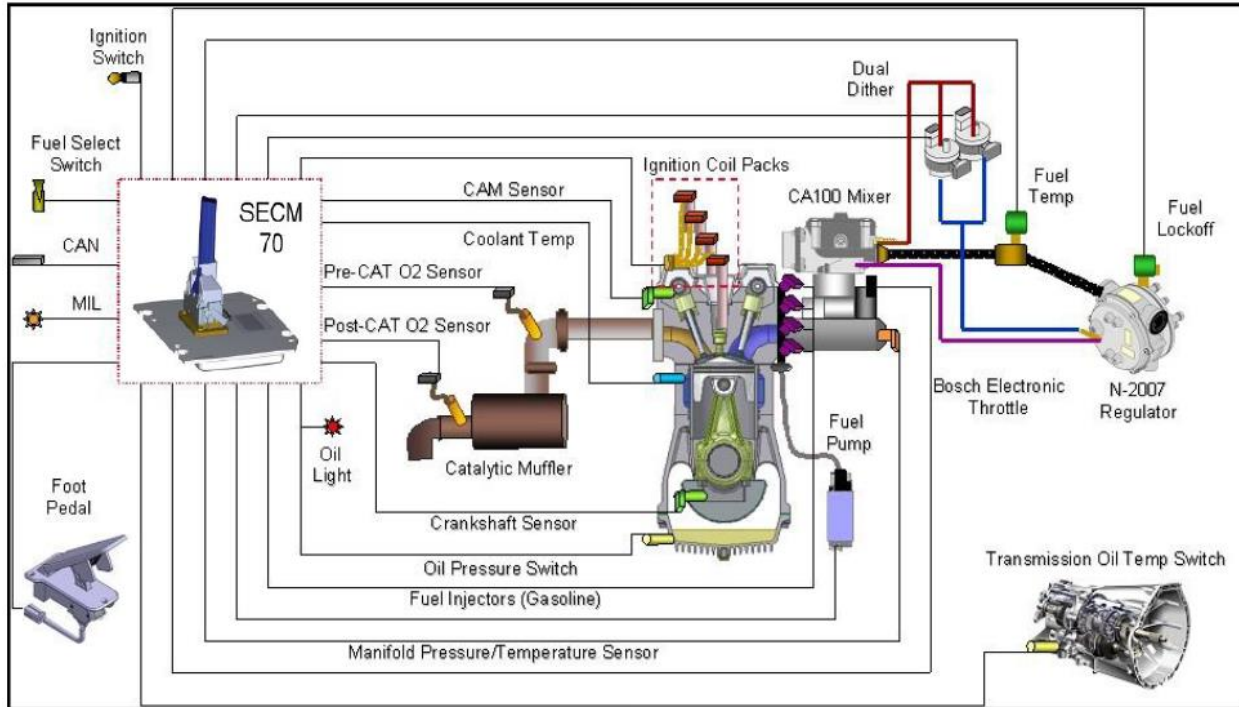 Ignition
Switch
Fuel Select
Switch
CAN
MIL
SECM
70
CAM Sensor
Coolant Temp
Pre-CAT O2 Sensor
Post-CAT O2 Sensor
Ignition Coil Packs
Dual
Dither
CA100 Mixer
Fuel
Temp
Fuel
Lockoff
Bosch Electronic
Throttle
N-2007
Regulator
Fuel
Pump
Oil
Light
Catalytic Muffler
Foot
Pedal
Crankshaft Sensor
Oil Pressure Switch
Fuel Injectors (Gasoline)
Manifold Pressure/Temperature Sensor
Transmission Oil Temp Switch